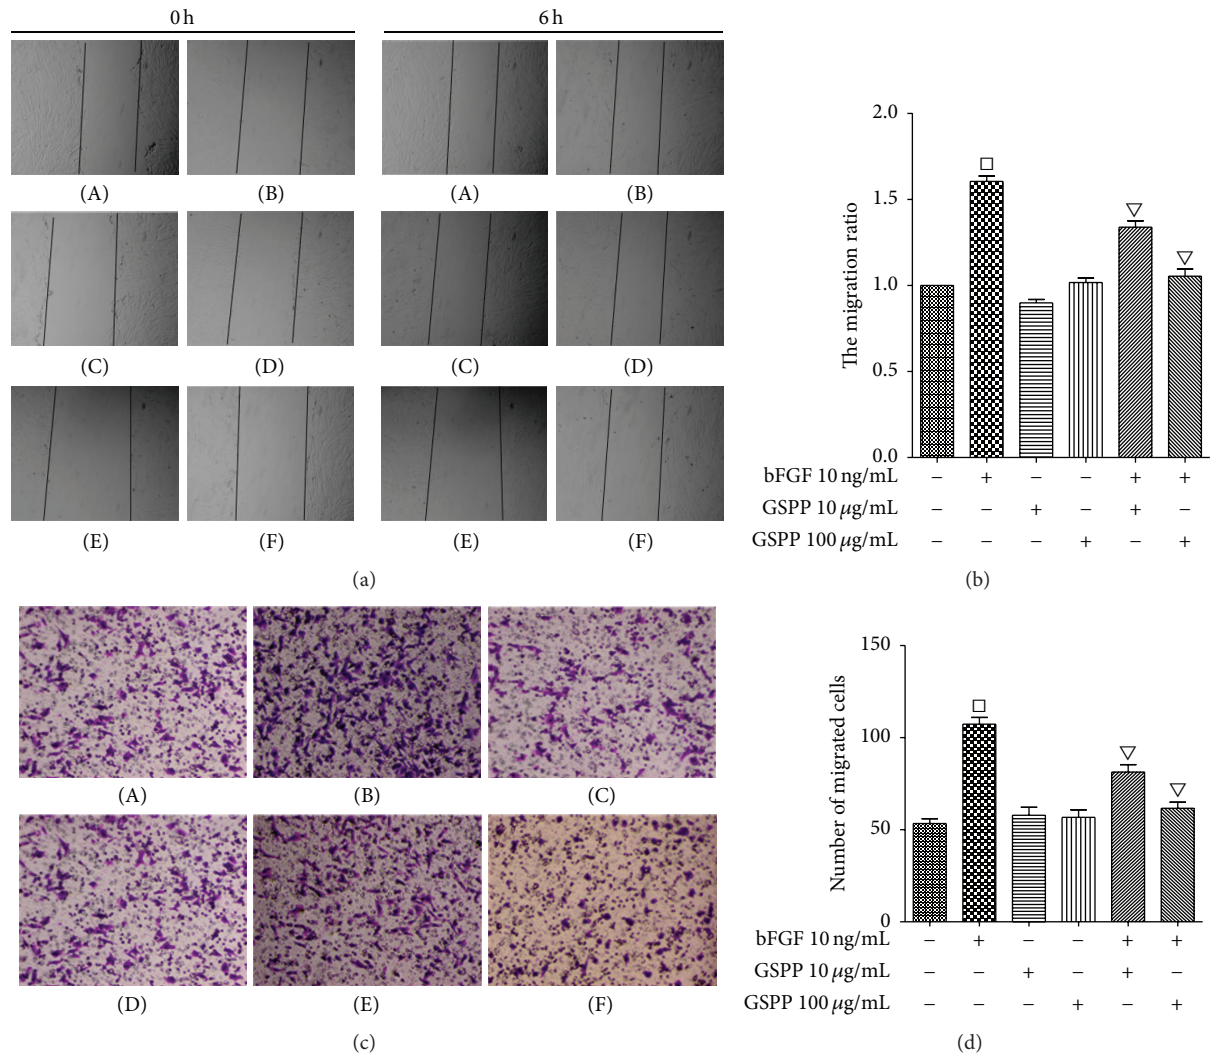 0 h 6 h
(A) (B) (A) (B)
(C) (D) (C) (D)
(E) (F) (E) (F)
(a)
2.0
1.5
1.0
0.5
0.0
The migration ratio
□
▽
▽
bFGF 10 ng/mL − + − − + +
GSPP 10 μg/mL − − + − + −
GSPP 100 μg/mL − − − + − +
(b)
(A) (B) (C)
(D) (E) (F)
(c)
150
100
50
0
Number of migrated cells
□
▽
▽
bFGF 10 ng/mL − + − − + +
GSPP 10 μg/mL − − + − + −
GSPP 100 μg/mL − − − + − +
(d)